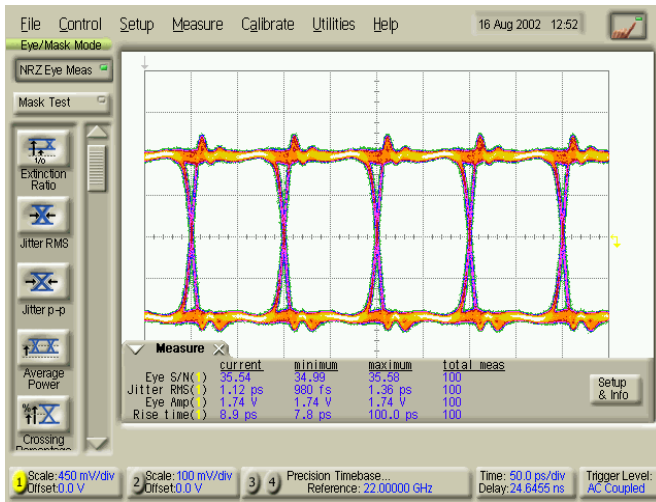 File Control Setup Measure Calibrate Utilities Help 16 Aug 2002 12:52
Eye/Mask Mode
NRZ Eye Meas
Mask Test
1/0
Extinction
Ratio
Jitter RMS
Jitter p-p
Average
Power
%
Crossing
Measure
current minimum maximum total meas
Eye S/N(1) 35.54 34.99 35.58 100
Jitter RMS(1) 1.12 ps 980 fs 1.36 ps 100
Eye Amp(1) 1.74 V 1.74 V 1.74 V 100
Rise time(1) 8.9 ps 7.8 ps 100.0 ps 100
Setup
& Info
1 Scale:450 mV/div
Offset:0.0 V
2 Scale:100 mV/div
Offset:0.0 V
3 4 Precision Timebase...
Reference: 22.00000 GHz
Time: 50.0 ps/div
Delay:24.6455 ns
Trigger Level:
AC Coupled